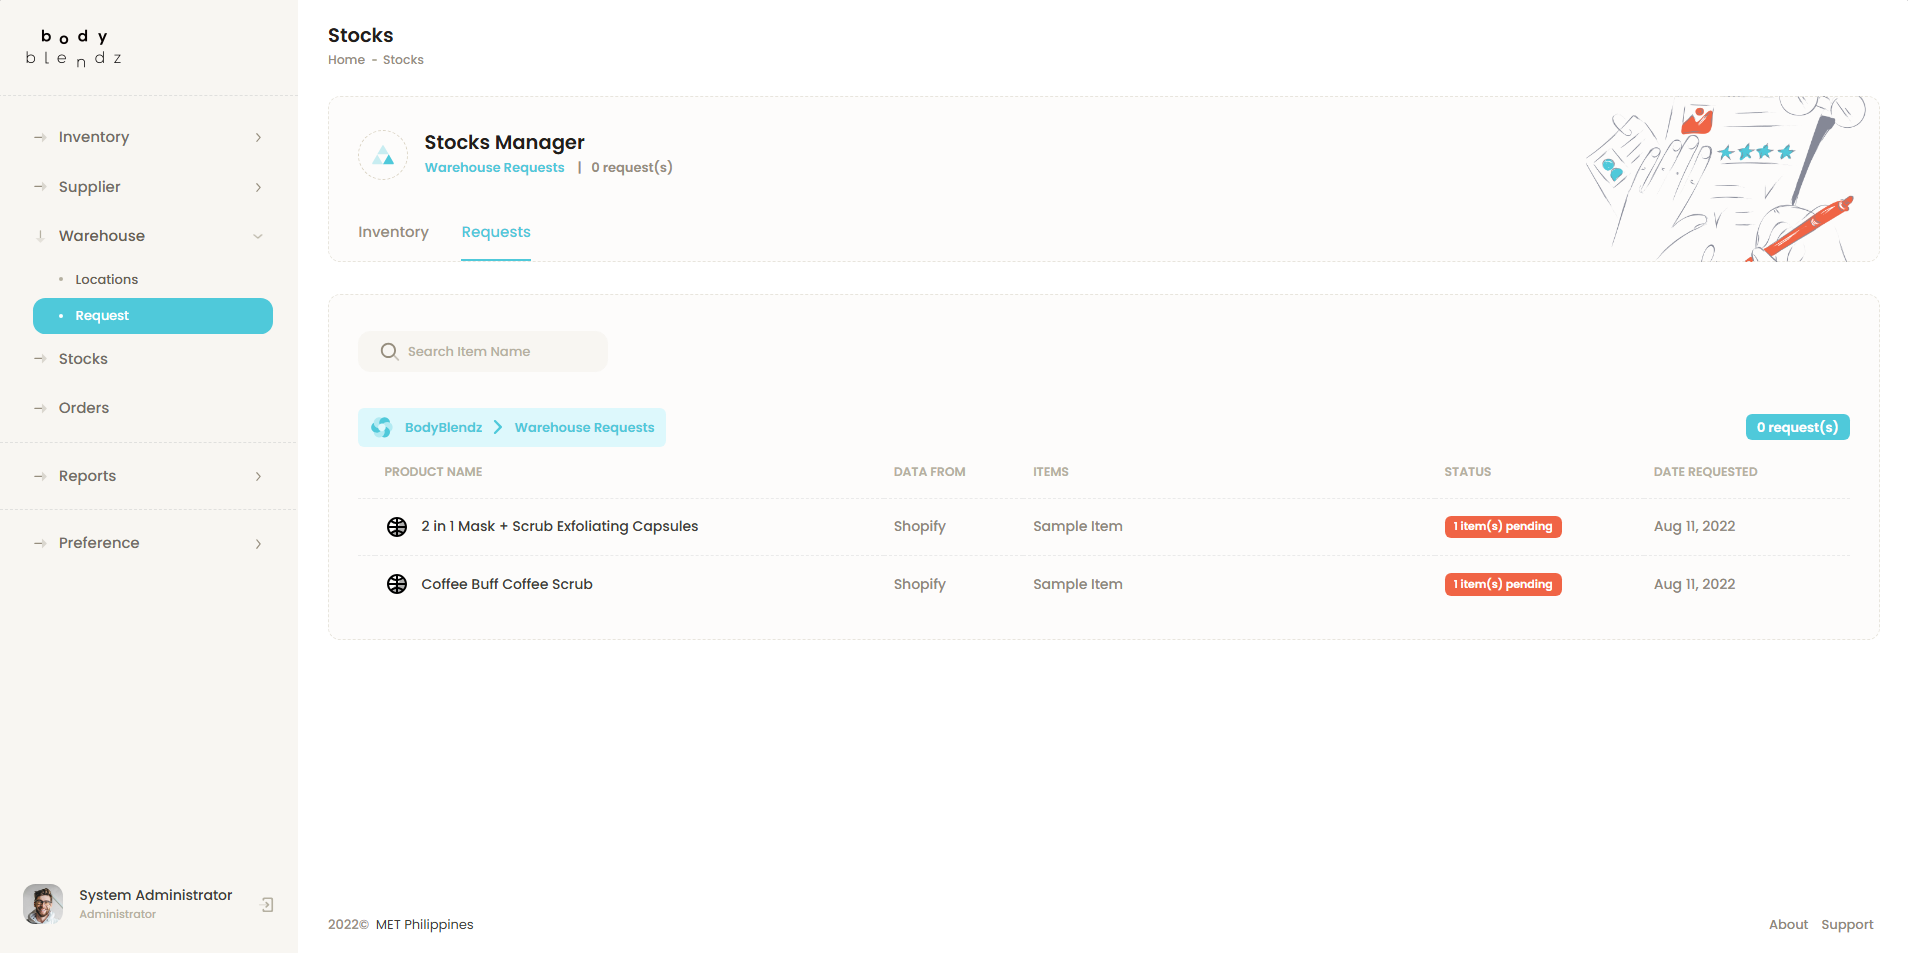 body
blendz
Inventory
Supplier
Warehouse
Locations
Request
Stocks
Orders
Reports
Preference
System Administrator
Administrator
Stocks
Home - Stocks
Stocks Manager
Warehouse Requests | 0 request(s)
Inventory Requests
Search Item Name
BodyBlendz Warehouse Requests 0 request(s)
PRODUCT NAME DATA FROM ITEMS STATUS DATE REQUESTED
2 in 1 Mask + Scrub Exfoliating Capsules Shopify Sample Item 1 item(s) pending Aug 11, 2022
Coffee Buff Coffee Scrub Shopify Sample Item 1 item(s) pending Aug 11, 2022
2022© MET Philippines About Support